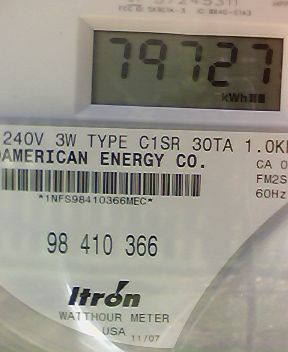 79727
kWh
240V 3W TYPE C1SR 30TA 1.0K
AMERICAN ENERGY CO.
CA 0
FM2S
60Hz
*1NFS98410366MEC*
98 410 366
Itrón
WATTHOUR METER
USA 11/07